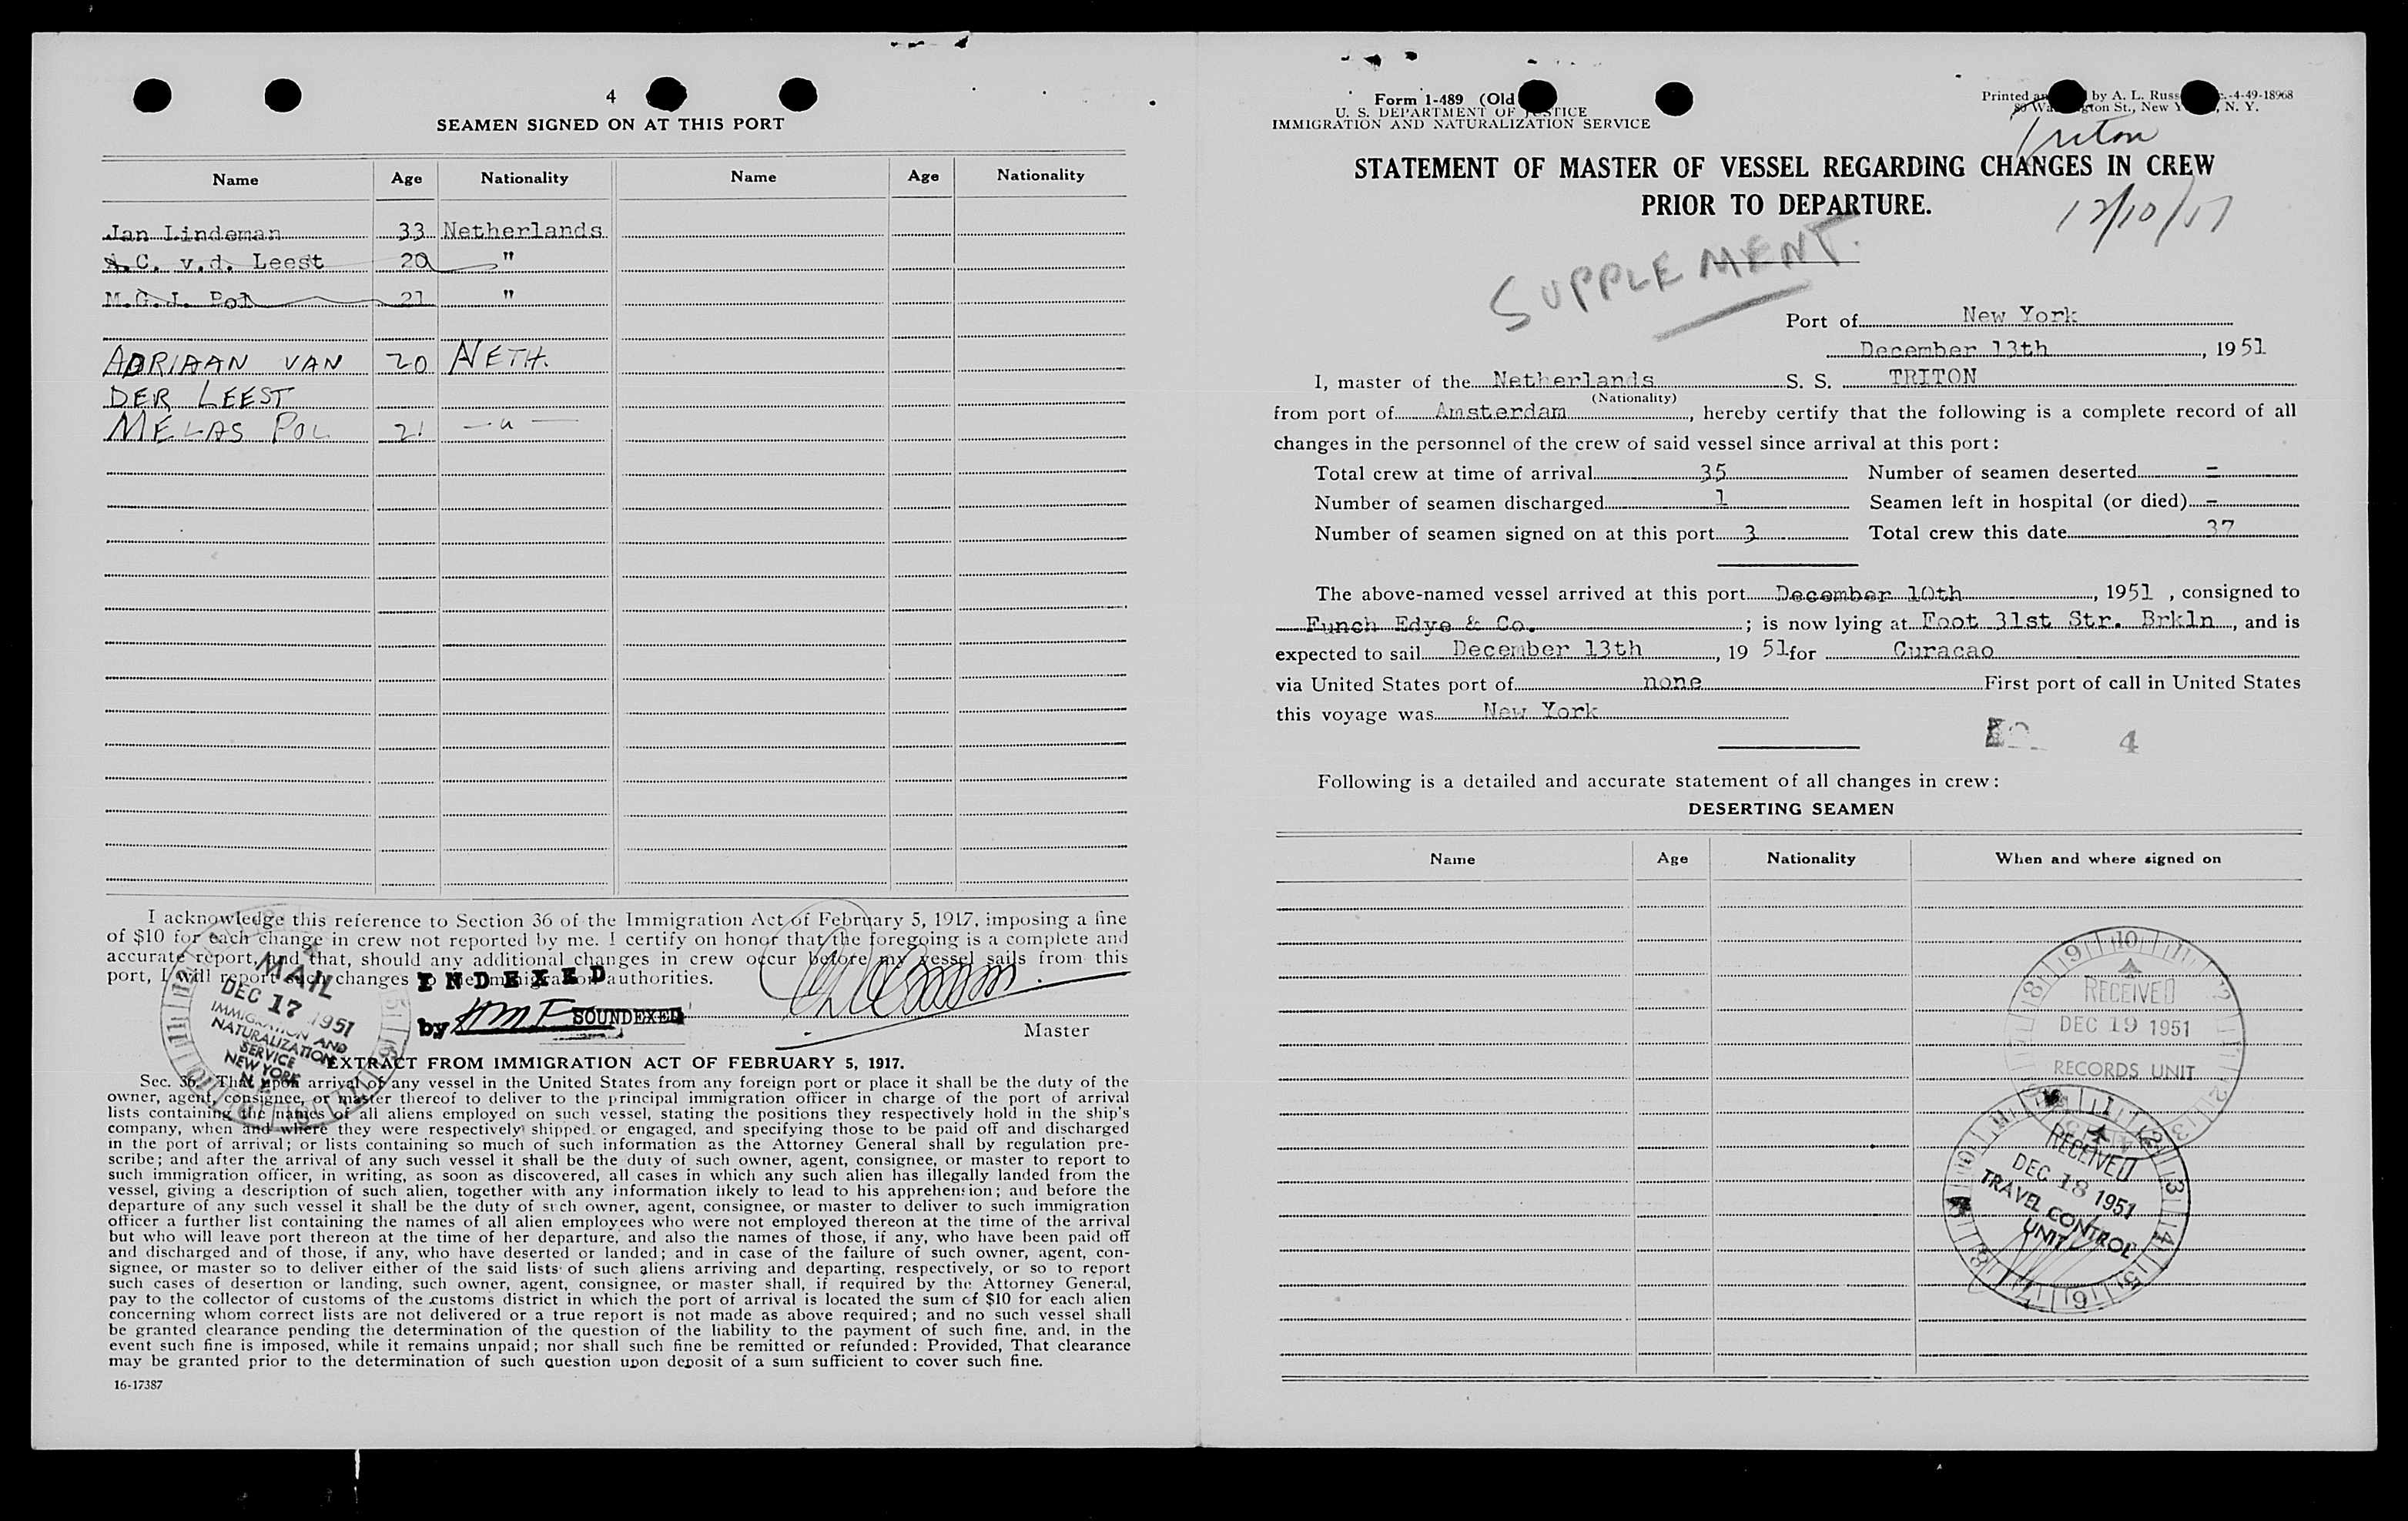 4
SEAMEN SIGNED ON AT THIS PORT
Name Age Nationality Name Age Nationality
Jan Lindeman 33 Netherlands
A.C. v.d. Leest 20 "
M.G.J. Pol 21 "
ADRIAAN VAN 20 NETH.
DER LEEST
MELAS POL 21 — " —
I acknowledge this reference to Section 36 of the Immigration Act of February 5, 1917, imposing a fine
of $10 for each change in crew not reported by me. I certify on honor that the foregoing is a complete and
accurate report, and that, should any additional changes in crew occur before my vessel sails from this
port, I will report such changes to the immigration authorities.
INDEXED
by SOUNDEXED
Master
MAIL
DEC 17 1951
IMMIGRATION AND
NATURALIZATION
SERVICE
NEW YORK
N. Y.
EXTRACT FROM IMMIGRATION ACT OF FEBRUARY 5, 1917.
Sec. 36. That upon arrival of any vessel in the United States from any foreign port or place it shall be the duty of the
owner, agent, consignee, or master thereof to deliver to the principal immigration officer in charge of the port of arrival
lists containing the names of all aliens employed on such vessel, stating the positions they respectively hold in the ship's
company, when and where they were respectively shipped or engaged, and specifying those to be paid off and discharged
in the port of arrival; or lists containing so much of such information as the Attorney General shall by regulation pre-
scribe; and after the arrival of any such vessel it shall be the duty of such owner, agent, consignee, or master to report to
such immigration officer, in writing, as soon as discovered, all cases in which any such alien has illegally landed from the
vessel, giving a description of such alien, together with any information likely to lead to his apprehension; and before the
departure of any such vessel it shall be the duty of such owner, agent, consignee, or master to deliver to such immigration
officer a further list containing the names of all alien employees who were not employed thereon at the time of the arrival
but who will leave port thereon at the time of her departure, and also the names of those, if any, who have been paid off
and discharged and of those, if any, who have deserted or landed; and in case of the failure of such owner, agent, con-
signee, or master so to deliver either of the said lists of such aliens arriving and departing, respectively, or so to report
such cases of desertion or landing, such owner, agent, consignee, or master shall, if required by the Attorney General,
pay to the collector of customs of the customs district in which the port of arrival is located the sum of $10 for each alien
concerning whom correct lists are not delivered or a true report is not made as above required; and no such vessel shall
be granted clearance pending the determination of the question of the liability to the payment of such fine, and, in the
event such fine is imposed, while it remains unpaid; nor shall such fine be remitted or refunded: Provided, That clearance
may be granted prior to the determination of such question upon deposit of a sum sufficient to cover such fine.
16-17387
Form I-489 (Old
U. S. DEPARTMENT OF JUSTICE
IMMIGRATION AND NATURALIZATION SERVICE
Printed by A. L. Russ -4-49-18968
St., New N. Y.
Triton
STATEMENT OF MASTER OF VESSEL REGARDING CHANGES IN CREW
PRIOR TO DEPARTURE.
12/10/51
SUPPLEMENT.
Port of New York
December 13th, 1951
I, master of the Netherlands S. S. TRITON
(Nationality)
from port of Amsterdam, hereby certify that the following is a complete record of all
changes in the personnel of the crew of said vessel since arrival at this port:
Total crew at time of arrival 35 Number of seamen deserted -
Number of seamen discharged 1 Seamen left in hospital (or died) -
Number of seamen signed on at this port 3 Total crew this date 37
The above-named vessel arrived at this port December 10th, 1951, consigned to
Funch Edye & Co.; is now lying at Foot 31st Str. Brkln, and is
expected to sail December 13th, 1951 for Curacao
via United States port of none First port of call in United States
this voyage was New York
4
Following is a detailed and accurate statement of all changes in crew:
DESERTING SEAMEN
Name Age Nationality When and where signed on
RECEIVED
DEC 19 1951
RECORDS UNIT
RECEIVED
DEC 18 1951
TRAVEL CONTROL
UNIT